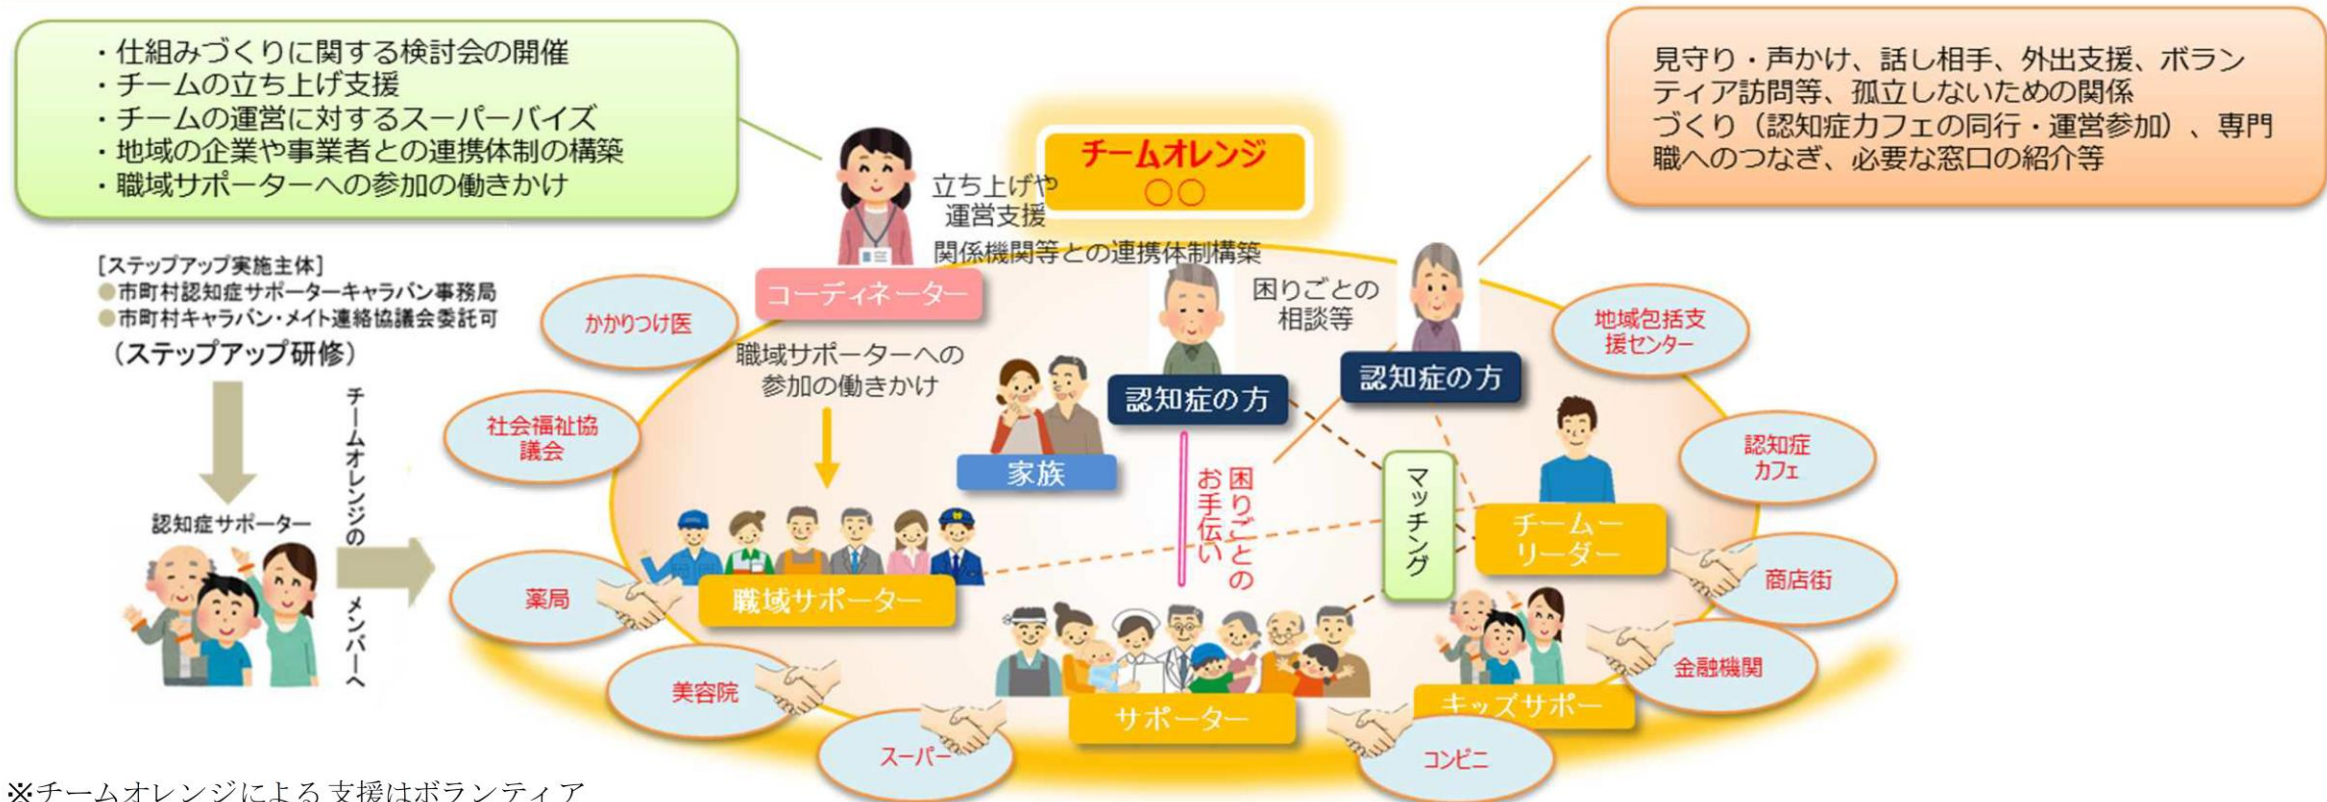 ・仕組みづくりに関する検討会の開催
・チームの立ち上げ支援
・チームの運営に対するスーパーバイズ
・地域の企業や事業者との連携体制の構築
・職域サポーターへの参加の働きかけ
見守り・声かけ、話し相手、外出支援、ボラン
ティア訪問等、孤立しないための関係
づくり（認知症カフェの同行・運営参加）、専門
職へのつなぎ、必要な窓口の紹介等
チームオレンジ
〇〇
立ち上げや
運営支援
関係機関等との連携体制構築
コーディネーター
[ステップアップ実施主体]
●市町村認知症サポーターキャラバン事務局
●市町村キャラバン・メイト連絡協議会委託可
（ステップアップ研修）
かかりつけ医
困りごとの
相談等
地域包括支
援センター
職域サポーターへの
参加の働きかけ
認知症の方
認知症の方
チームオレンジの
メンバーへ
社会福祉協
議会
家族
認知症
カフェ
困りごとの
お手伝い
マッチング
チームー
リーダー
認知症サポーター
薬局
職域サポーター
商店街
美容院
金融機関
サポーター
キッズサポー
スーパー
コンビニ
※チームオレンジによる支援はボランティア